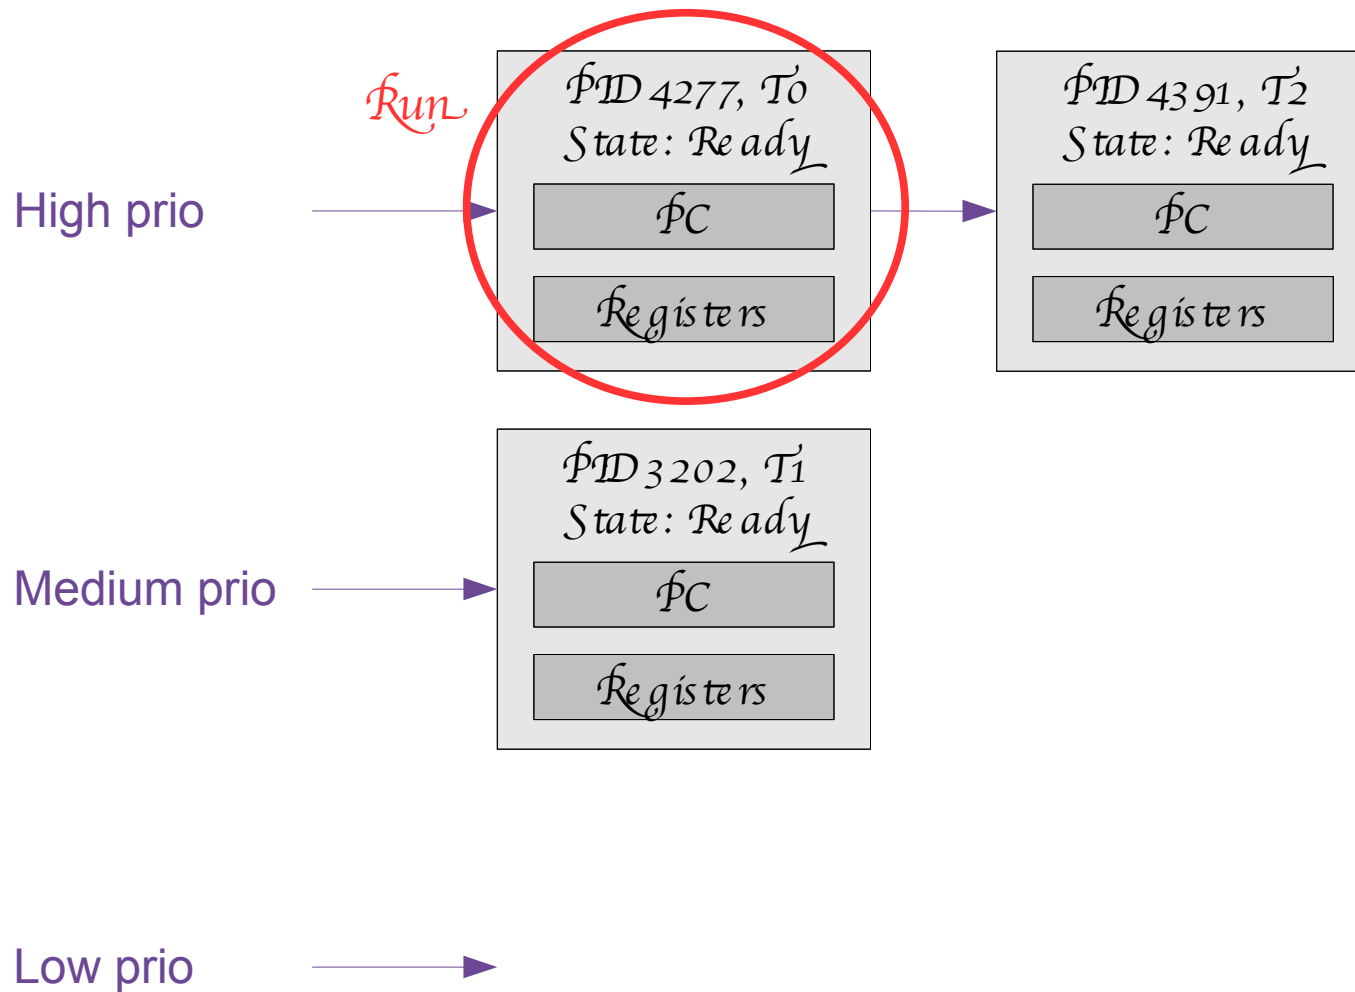 Run
PID 4277, T0
State: Ready
PC
Registers
PID 4391, T2
State: Ready
PC
Registers
High prio
PID 3202, T1
State: Ready
PC
Registers
Medium prio
Low prio